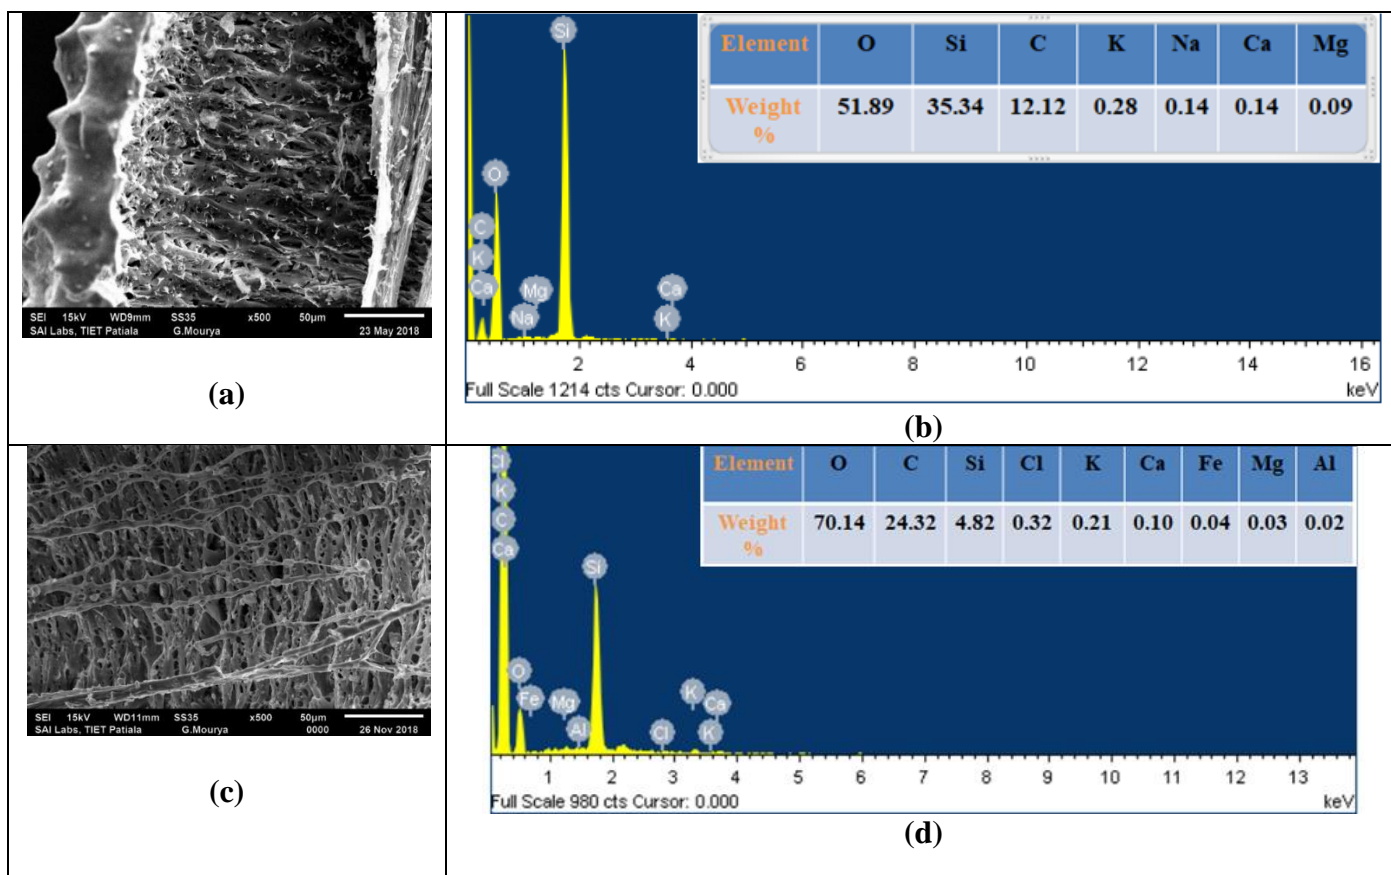 SEI 15kV WD9mm SS35 x500 50µm
SAI Labs, TIET Patiala G.Mourya 23 May 2018
(a)
Element O Si C K Na Ca Mg
Weight 51.89 35.34 12.12 0.28 0.14 0.14 0.09
%
Si
O
C
K
Ca
Mg
Na
Ca
K
2 4 6 8 10 12 14 16
Full Scale 1214 cts Cursor: 0.000 keV
(b)
SEI 15kV WD11mm SS35 x500 50µm
SAI Labs, TIET Patiala G.Mourya 0000 26 Nov 2018
(c)
Element O C Si Cl K Ca Fe Mg Al
Weight 70.14 24.32 4.82 0.32 0.21 0.10 0.04 0.03 0.02
%
Cl
K
C
Ca
Si
O
Fe
Mg
Al
Cl
K
Ca
K
1 2 3 4 5 6 7 8 9 10 11 12 13
Full Scale 980 cts Cursor: 0.000 keV
(d)